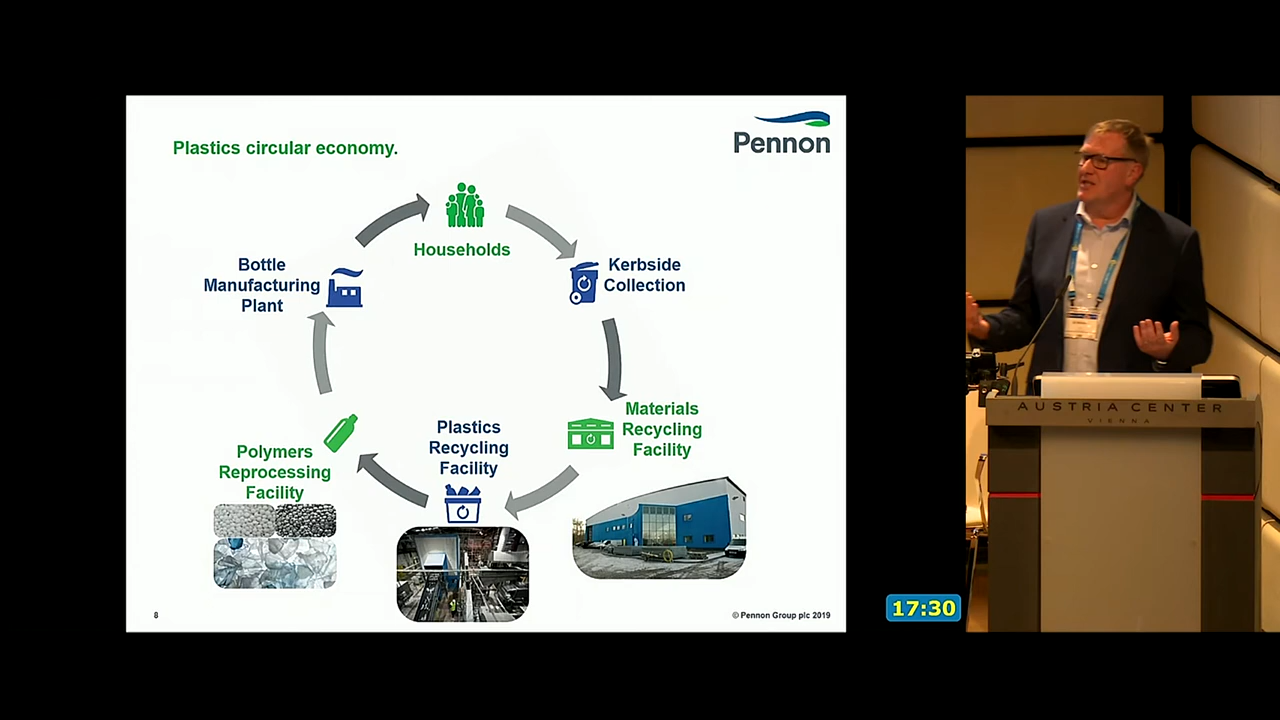 Plastics circular economy.
Pennon
Households
Kerbside
Collection
Materials
Recycling
Facility
Plastics
Recycling
Facility
Polymers
Reprocessing
Facility
Bottle
Manufacturing
Plant
8
© Pennon Group plc 2019
17:30
AUSTRIA CENTER
VIENNA